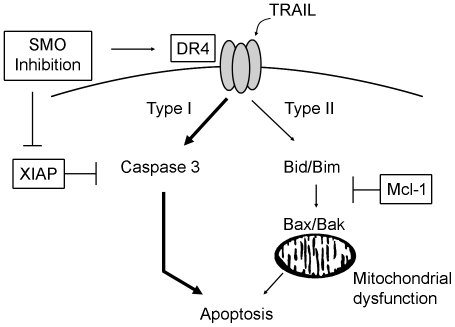 TRAIL
SMO
Inhibition
DR4
Type I
Type II
XIAP
Caspase 3
Bid/Bim
Mcl-1
Bax/Bak
Mitochondrial
dysfunction
Apoptosis